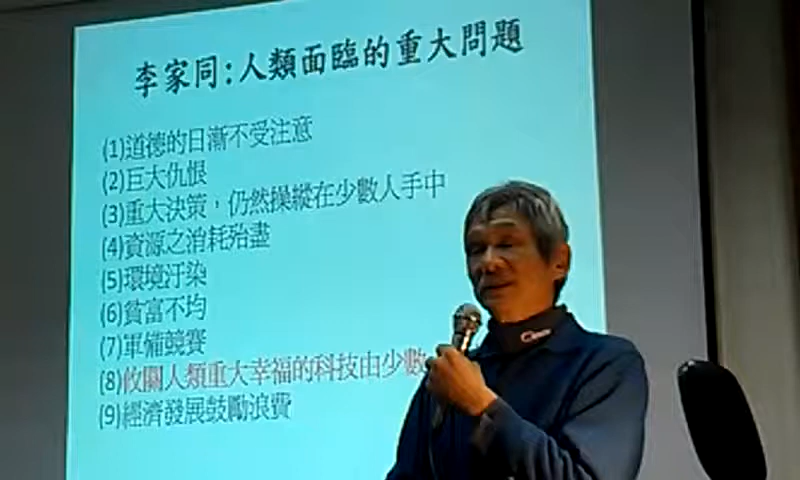 李家同:人類面臨的重大問題
(1)道德的日漸不受注意
(2)巨大仇恨
(3)重大決策，仍然操縱在少數人手中
(4)資源之消耗殆盡
(5)環境汙染
(6)貧富不均
(7)軍備競賽
(8)攸關人類重大幸福的科技由少數
(9)經濟發展鼓勵浪費